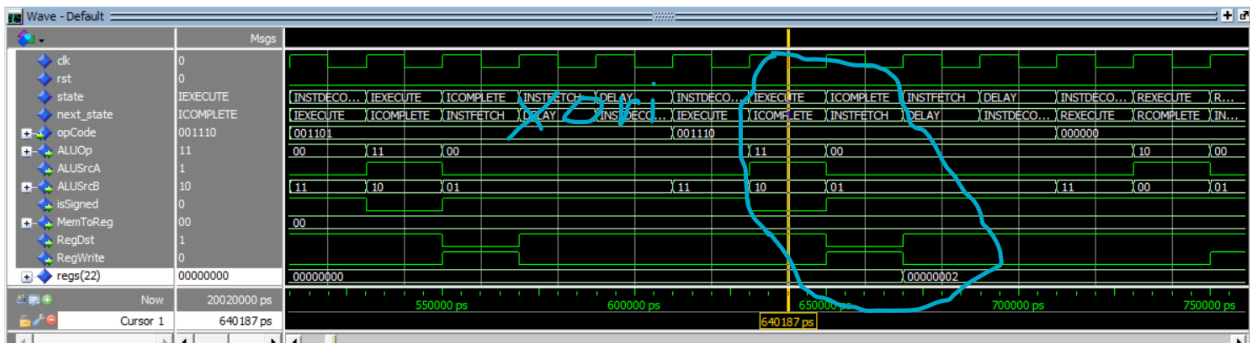 Wave - Default
Msgs
clk 0
rst 0
state IEXECUTE INSTDECO... IEXECUTE ICOMPLETE INSTFETCH DELAY INSTDECO... IEXECUTE ICOMPLETE INSTFETCH DELAY INSTDECO... REXECUTE R...
next_state ICOMPLETE IEXECUTE ICOMPLETE INSTFETCH DELAY INSTDECO... IEXECUTE ICOMPLETE INSTFETCH DELAY INSTDECO... REXECUTE RCOMPLETE IN...
xori
opCode 001110 001101 001110 000000
ALUOp 11 00 11 00 11 00 10 00
ALUSrcA 1
ALUSrcB 10 11 10 01 11 10 01 11 00 01
isSigned 0
MemToReg 00 00
RegDst 1
RegWrite 0
regs(22) 00000000 00000000 00000002
Now 20020000 ps 550000 ps 600000 ps 650000 ps 700000 ps 750000 ps
Cursor 1 640187 ps 640187 ps